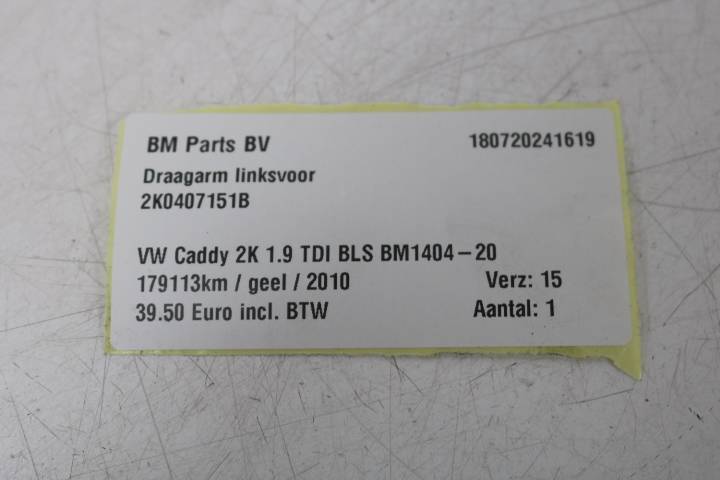 BM Parts BV 180720241619
Draagarm linksvoor
2K0407151B
VW Caddy 2K 1.9 TDI BLS BM1404-20
179113km / geel / 2010 Verz: 15
39.50 Euro incl. BTW Aantal: 1